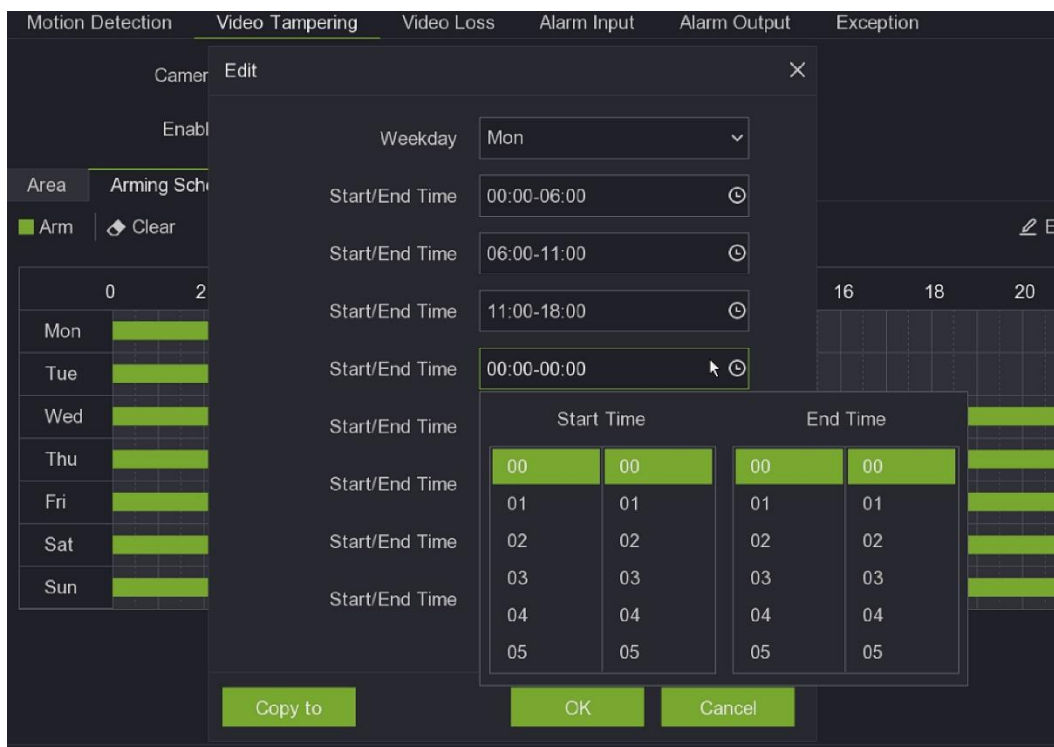 Motion Detection Video Tampering Video Loss Alarm Input Alarm Output Exception
Camer
Edit
Enabl
Weekday Mon
Area Arming Sche
Start/End Time 00:00-06:00
Arm Clear
E
Start/End Time 06:00-11:00
0 2 16 18 20
Start/End Time 11:00-18:00
Mon
Start/End Time 00:00-00:00
Tue
Wed
Start/End Time
Start Time End Time
Thu
00 00 00 00
Start/End Time
Fri
01 01 01 01
Sat
Start/End Time
02 02 02 02
Sun
03 03 03 03
Start/End Time
04 04 04 04
05 05 05 05
Copy to OK Cancel